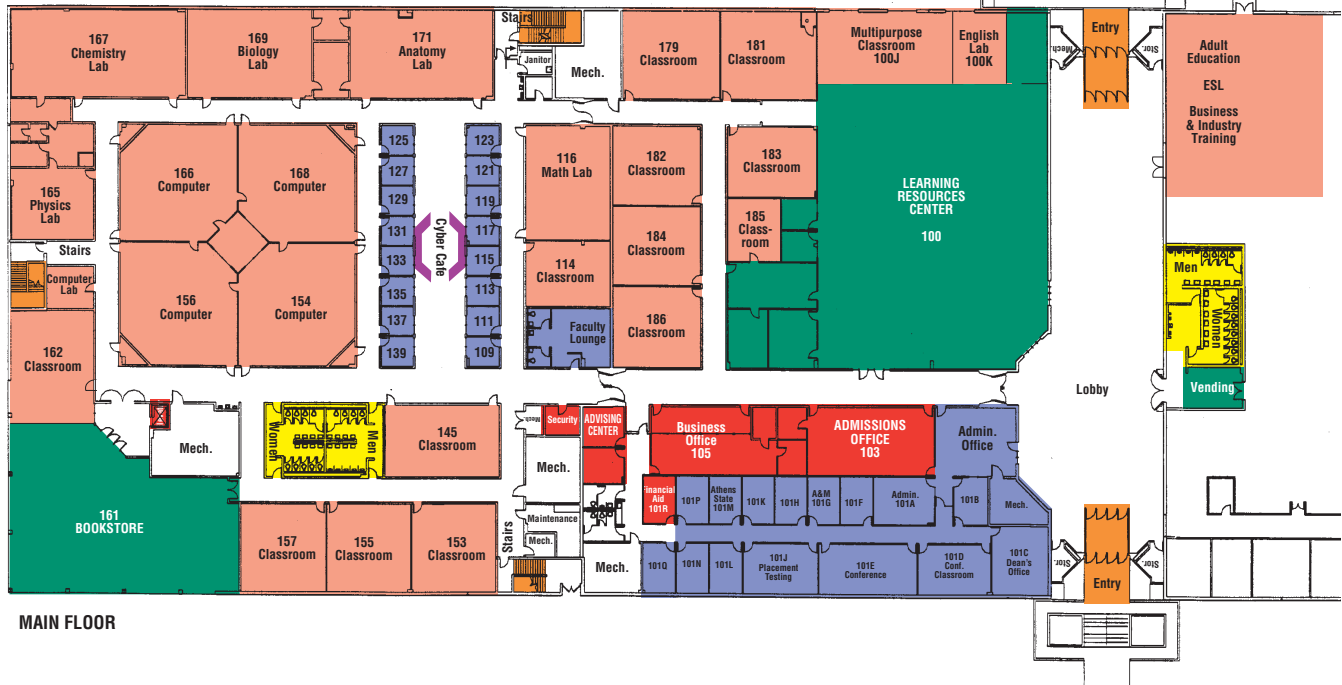 167
Chemistry
Lab
169
Biology
Lab
171
Anatomy
Lab
Stairs
Janitor
Mech.
179
Classroom
181
Classroom
Multipurpose
Classroom
100J
English
Lab
100K
Mech.
Entry
Stor.
Adult
Education
ESL
Business
& Industry
Training
165
Physics
Lab
166
Computer
168
Computer
156
Computer
154
Computer
125
127
129
131
133
135
137
139
Cyber Cafe
123
121
119
117
115
113
111
109
116
Math Lab
114
Classroom
Faculty
Lounge
182
Classroom
184
Classroom
186
Classroom
183
Classroom
185
Class-
room
LEARNING
RESOURCES
CENTER
100
Stairs
Computer
Lab
162
Classroom
Men
Women
Vending
Lobby
Mech.
Women
Men
145
Classroom
Mech.
Security
ADVISING
CENTER
Mech.
Business
Office
105
ADMISSIONS
OFFICE
103
Admin.
Office
161
BOOKSTORE
157
Classroom
155
Classroom
153
Classroom
Stairs
Maintenance
Mech.
Mech.
Financial
Aid
101R
101P
Athens
State
101M
101K
101H
A&M
101G
101F
Admin.
101A
101B
Mech.
101Q
101N
101L
101J
Placement
Testing
101E
Conference
101D
Conf.
Classroom
101C
Dean's
Office
Stor.
Entry
Stor.
MAIN FLOOR